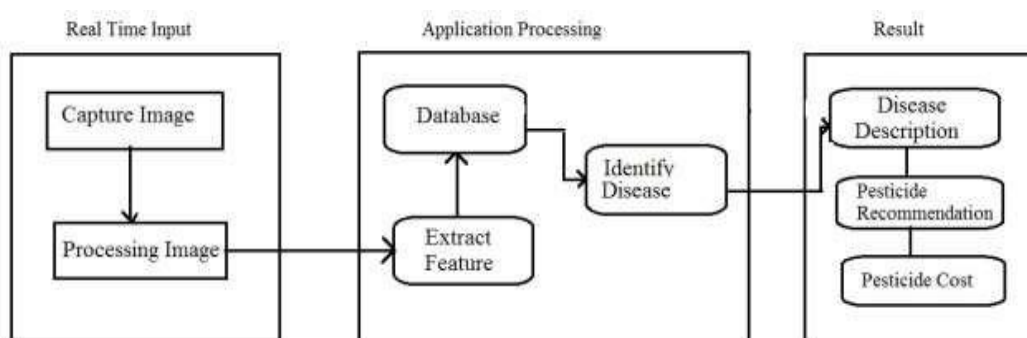 Real Time Input
Application Processing
Result
Capture Image
Processing Image
Database
Extract
Feature
Identify
Disease
Disease
Description
Pesticide
Recommendation
Pesticide Cost